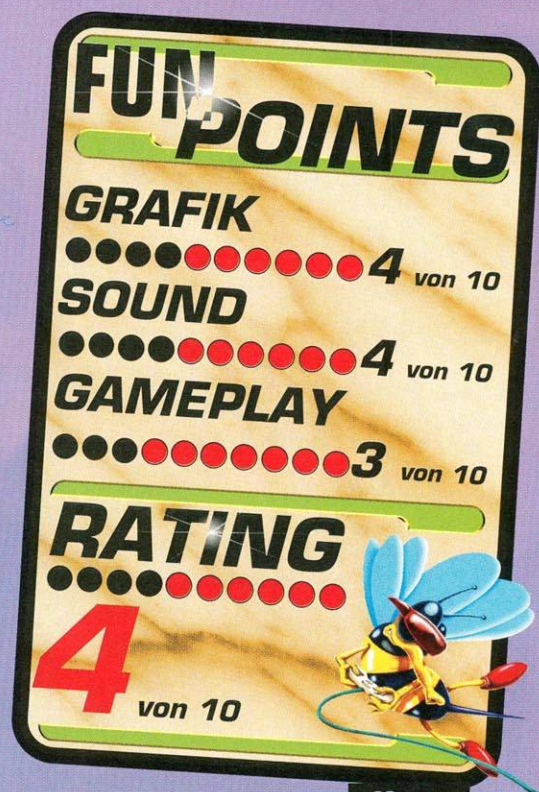 FUN
POINTS
GRAFIK
4 von 10
SOUND
4 von 10
GAMEPLAY
3 von 10
RATING
4 von 10